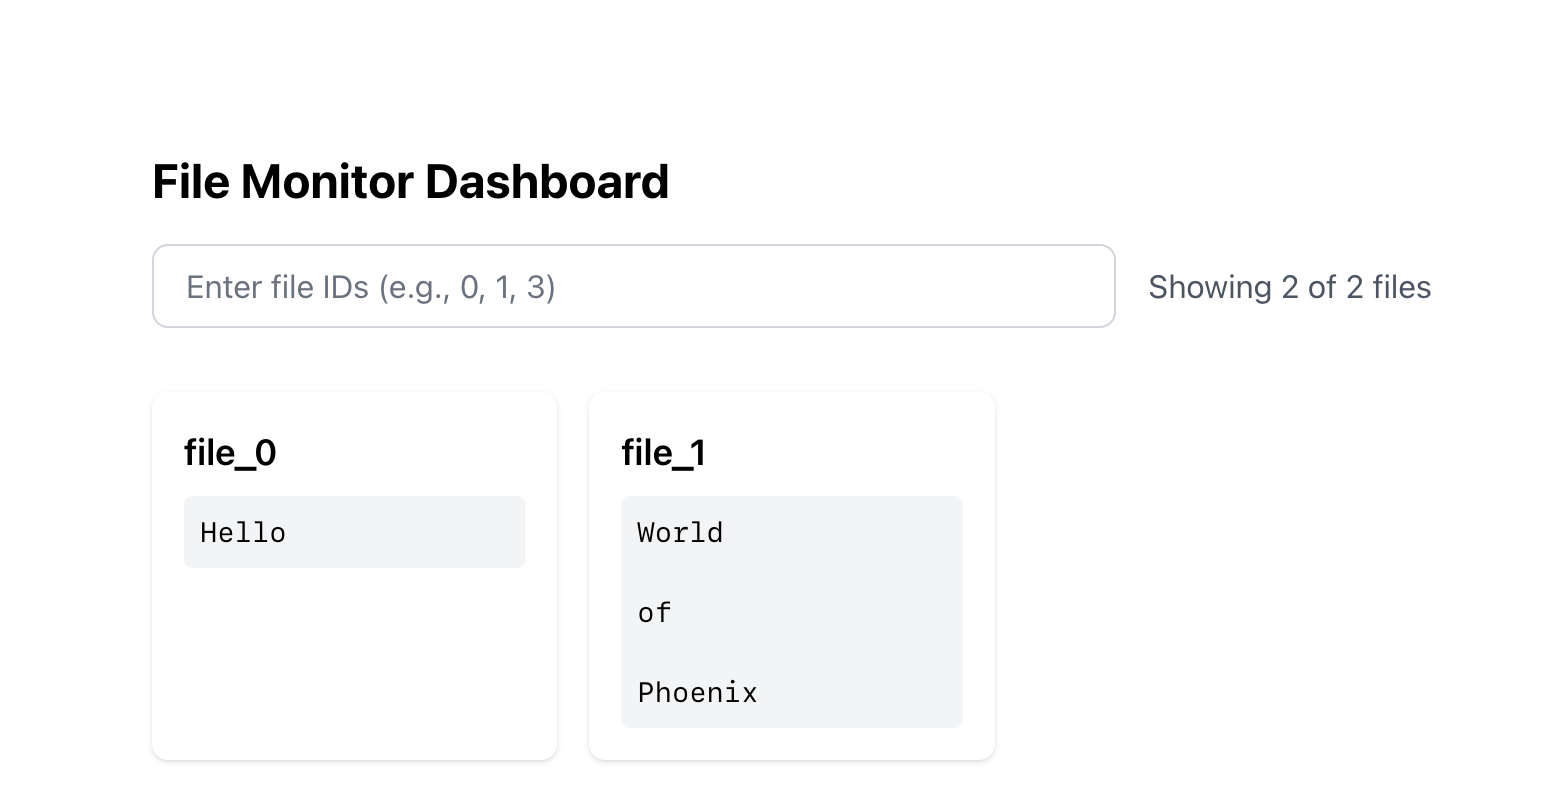 File Monitor Dashboard
Enter file IDs (e.g., 0, 1, 3)
Showing 2 of 2 files
file_0
Hello
file_1
World
of
Phoenix